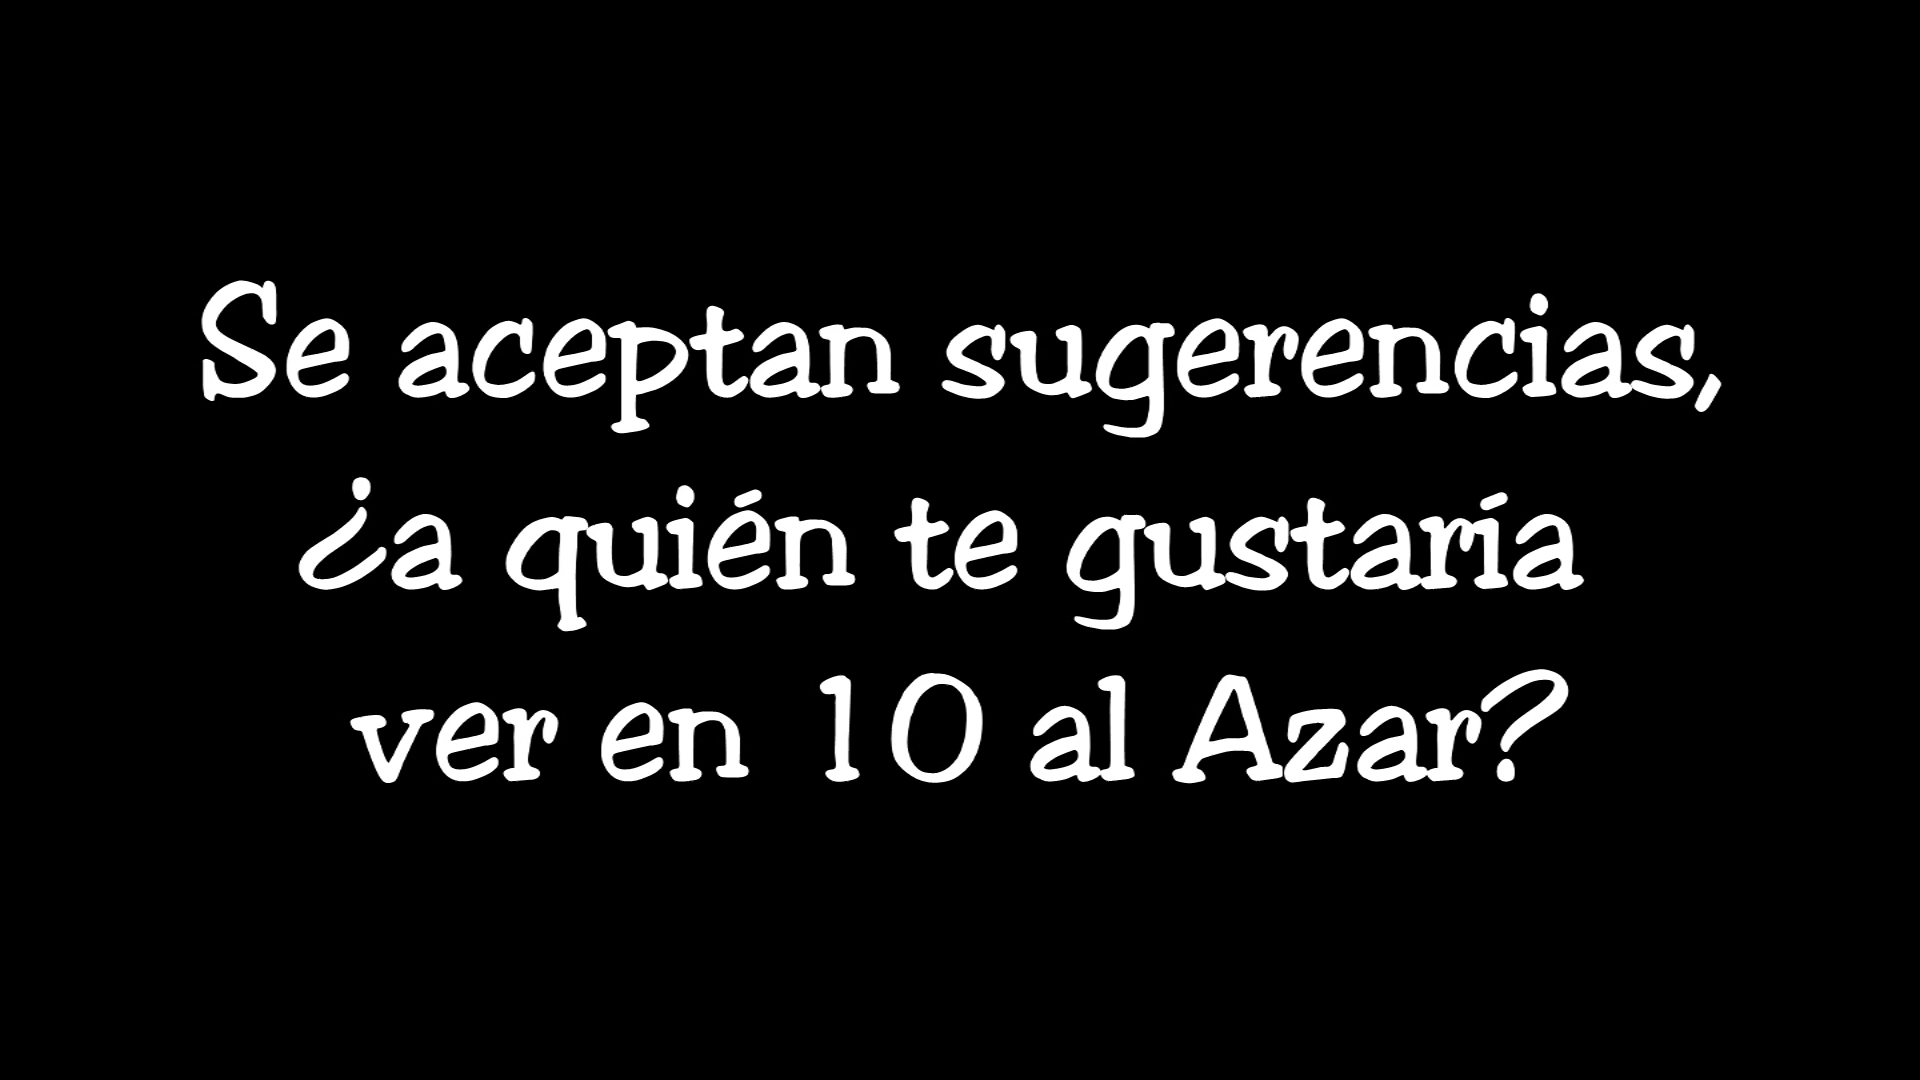 Se aceptan sugerencias,
¿a quién te gustaría
ver en 10 al Azar?